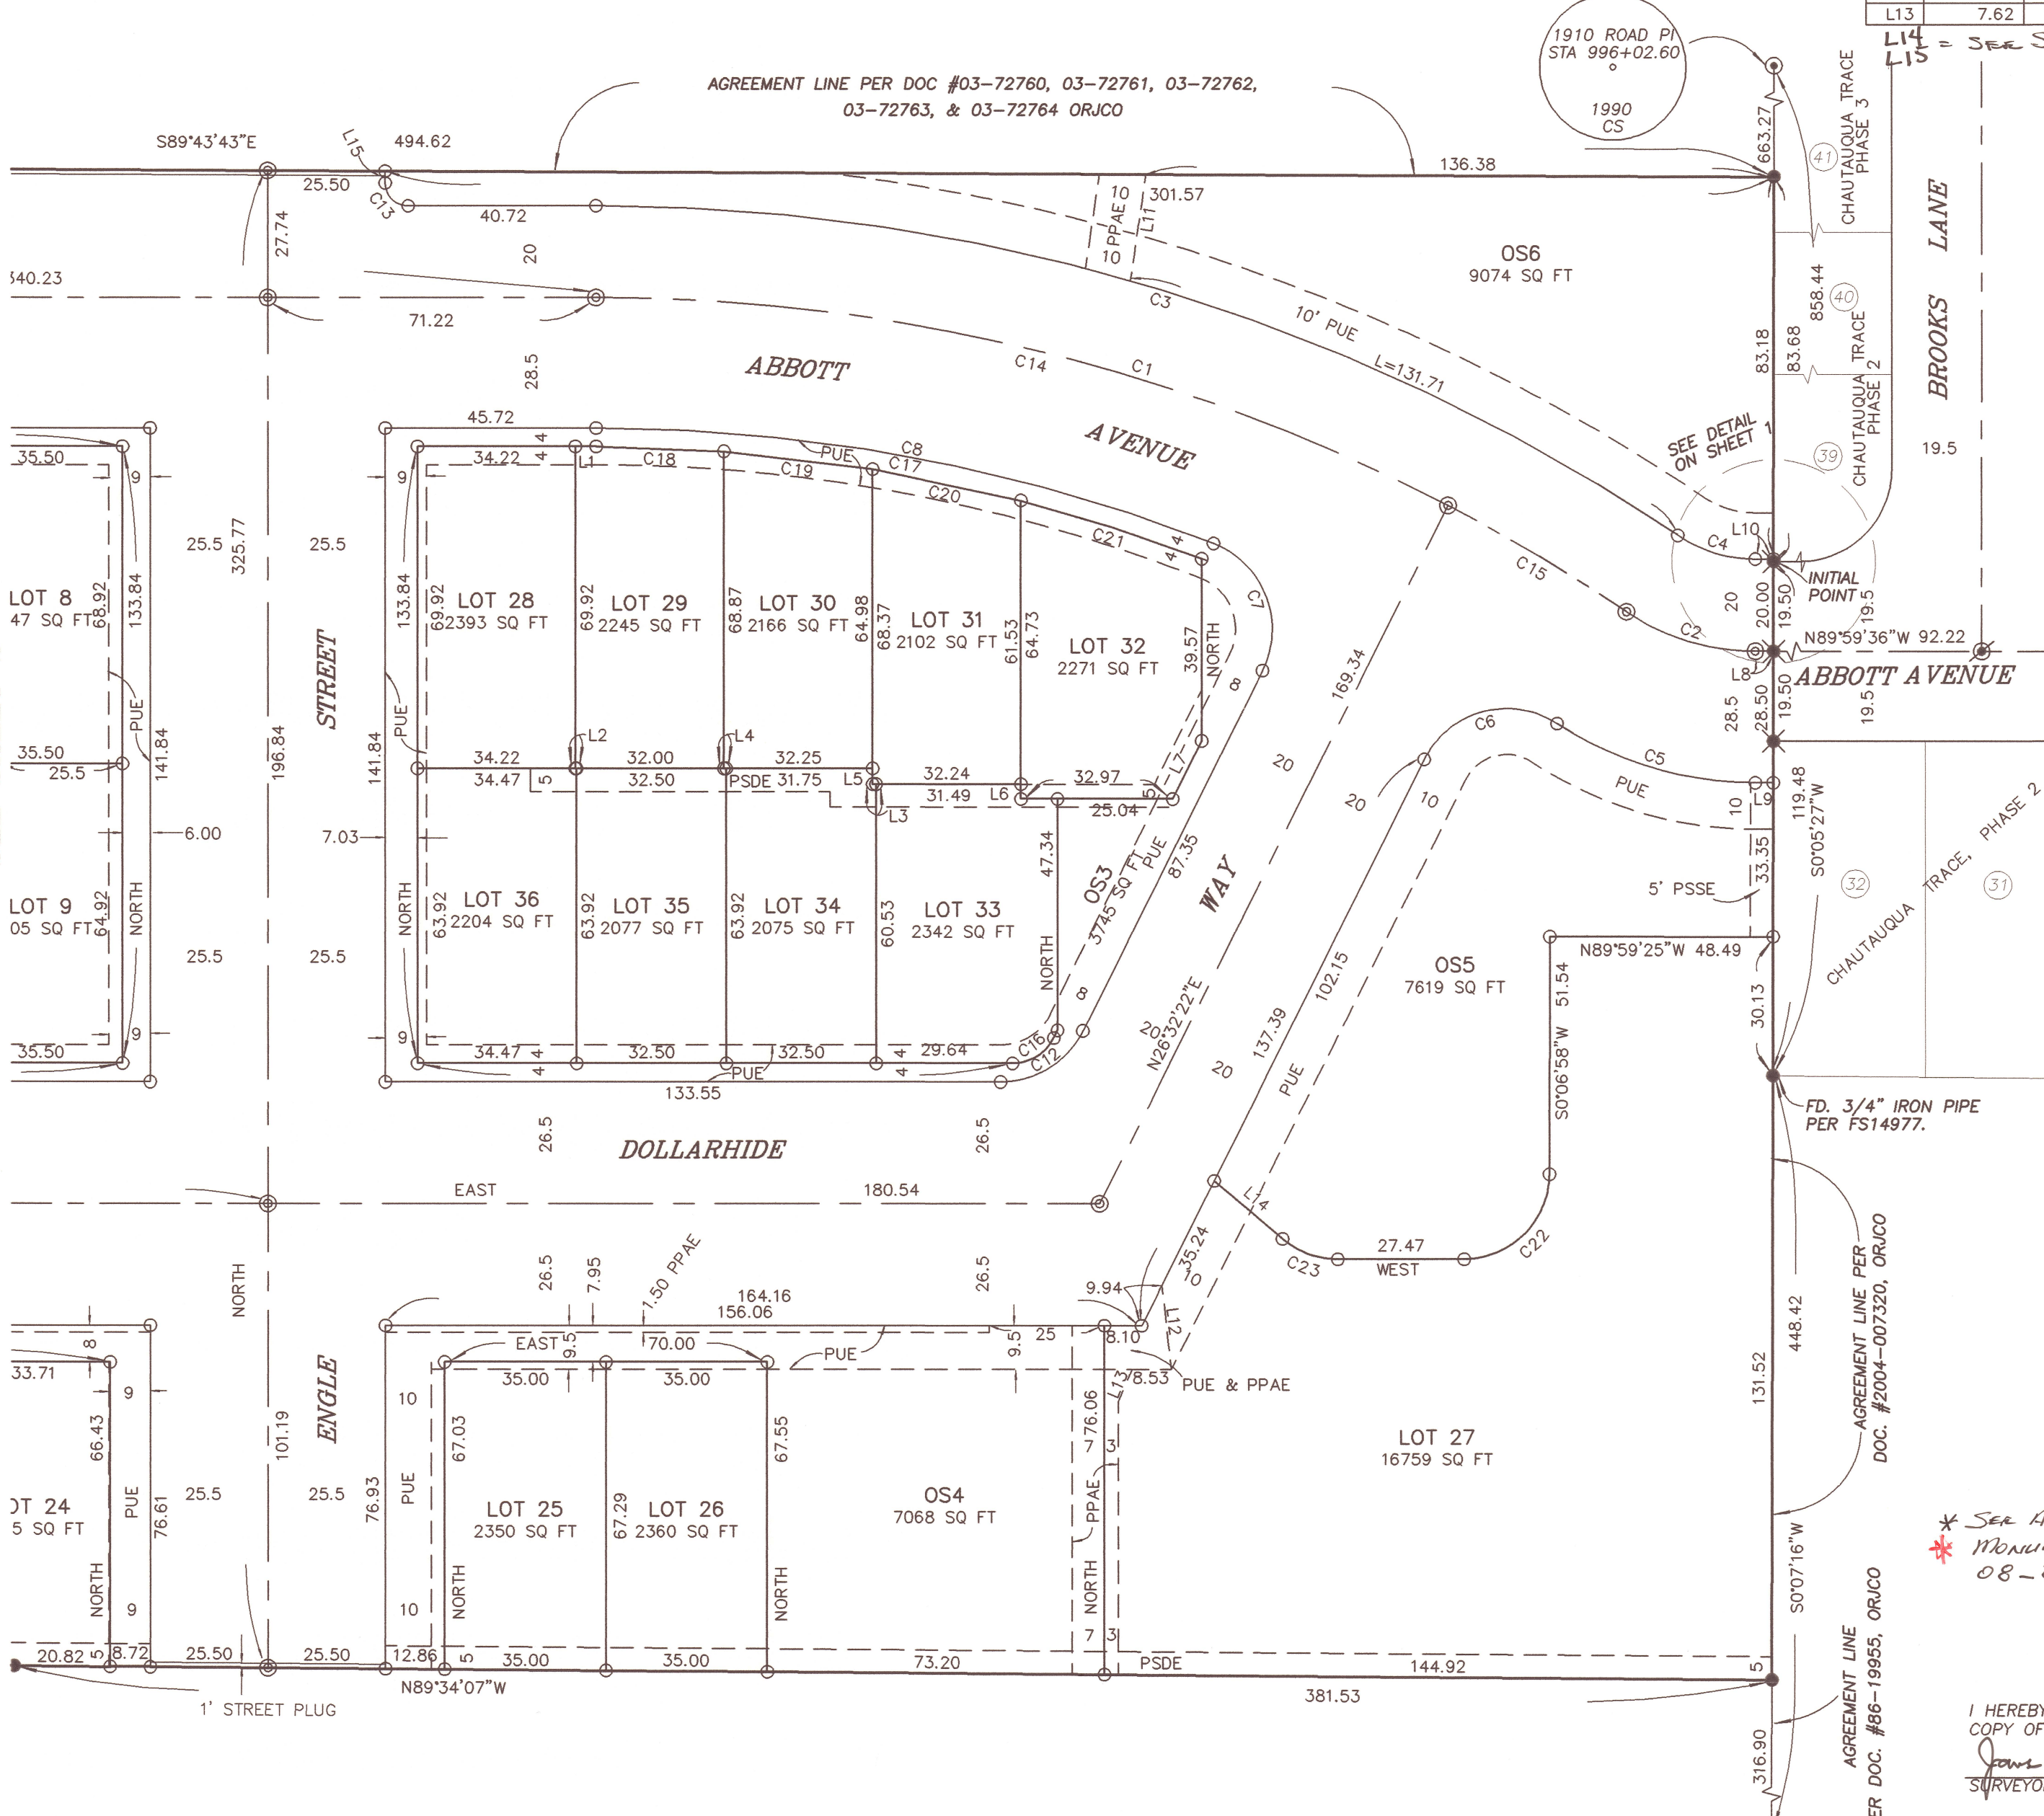 L13 7.62
L14 = SEE S
L15
1910 ROAD PI
STA 996+02.60
1990
CS
AGREEMENT LINE PER DOC #03-72760, 03-72761, 03-72762,
03-72763, & 03-72764 ORJCO
S89°43'43"E
L15
494.62
25.50
C13
40.72
136.38
301.57
10
PPAE
10
L11
663.27
41
CHAUTAUQUA TRACE
PHASE 3
BROOKS LANE
27.74
20
OS6
9074 SQ FT
C3
10' PUE
L=131.71
858.44
40
83.18
83.68
CHAUTAUQUA TRACE
PHASE 2
39
19.5
71.22
28.5
ABBOTT
AVENUE
C14
C1
SEE DETAIL
ON SHEET 1
45.72
35.50
9
34.22
4
L1
C18
PUE
C19
C8
C17
C20
C21
4
4
9
25.5
325.77
25.5
133.84
69.92
LOT 28
2393 SQ FT
69.92
LOT 29
2245 SQ FT
68.87
LOT 30
2166 SQ FT
64.98
68.37
LOT 31
2102 SQ FT
61.53
64.73
LOT 32
2271 SQ FT
39.57
NORTH
C7
8
LOT 8
47 SQ FT
68.92
133.84
L10
C4
C15
INITIAL
POINT
20
20.00
19.50
19.5
C2
N89°59'36"W 92.22
L8
ABBOTT AVENUE
28.5
28.50
19.50
19.5
STREET
PUE
PUE
35.50
25.5
141.84
196.84
141.84
34.22
L2
32.00
L4
32.25
34.47
5
32.50
PSDE
31.75
L5
32.24
31.49
L3
L6
32.97
5
25.04
L7
169.34
20
20
C6
C5
10
PUE
10
L9
119.48
S0°05'27"W
33.35
5' PSSE
32
31
CHAUTAUQUA TRACE, PHASE 2
6.00
7.03
LOT 9
05 SQ FT
64.92
NORTH
NORTH
63.92
LOT 36
2204 SQ FT
63.92
LOT 35
2077 SQ FT
63.92
LOT 34
2075 SQ FT
60.53
LOT 33
2342 SQ FT
47.34
NORTH
OS3
3745 SQ FT
PUE
87.35
8
WAY
N26°32'22"E
20
20
137.39
102.15
PUE
OS5
7619 SQ FT
N89°59'25"W 48.49
51.54
S0°06'58"W
30.13
25.5
25.5
9
9
35.50
34.47
4
32.50
PUE
32.50
4
29.64
C16
C12
133.55
FD. 3/4" IRON PIPE
PER FS14977.
26.5
26.5
DOLLARHIDE
EAST
180.54
L14
C23
27.47
WEST
C22
35.24
10
9.94
L12
NORTH
26.5
7.95
1.50 PPAE
164.16
156.06
26.5
8
33.71
9
EAST
9.5
70.00
PUE
9.5
25
8.10
35.00
35.00
78.53
PUE & PPAE
L13
AGREEMENT LINE PER
DOC. #2004-007320, ORJCO
448.42
131.52
ENGLE
66.43
101.19
10
67.03
67.55
76.06
7 3
LOT 27
16759 SQ FT
25.5
25.5
76.93
PUE
PUE
76.61
LOT 25
2350 SQ FT
67.29
LOT 26
2360 SQ FT
OS4
7068 SQ FT
PPAE
24
5 SQ FT
NORTH
9
10
NORTH
NORTH
NORTH
7 3
S0°07'16"W
* SEE
*
08-
20.82
5
8.72
25.50
25.50
12.86
5
35.00
35.00
73.20
PSDE
144.92
5
N89°34'07"W
381.53
1' STREET PLUG
316.90
AGREEMENT LINE
DOC. #86-19955, ORJCO
I HEREBY
COPY OF